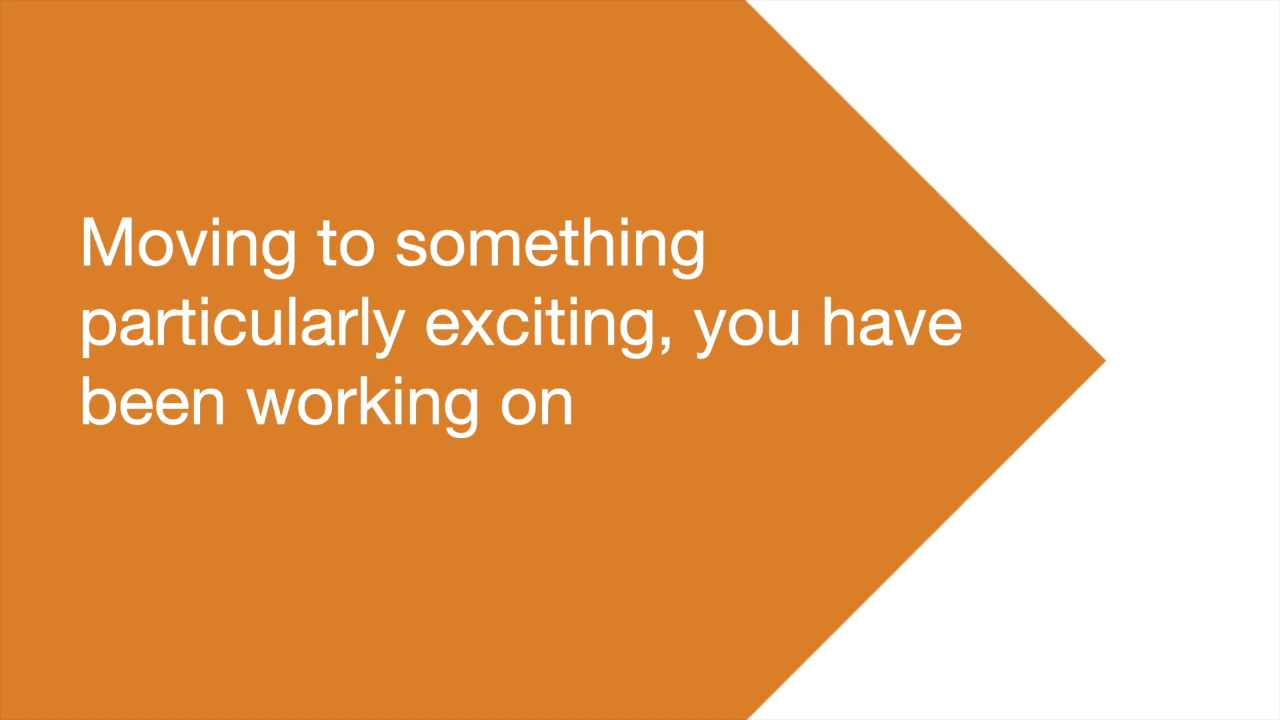 Moving to something
particularly exciting, you have
been working on